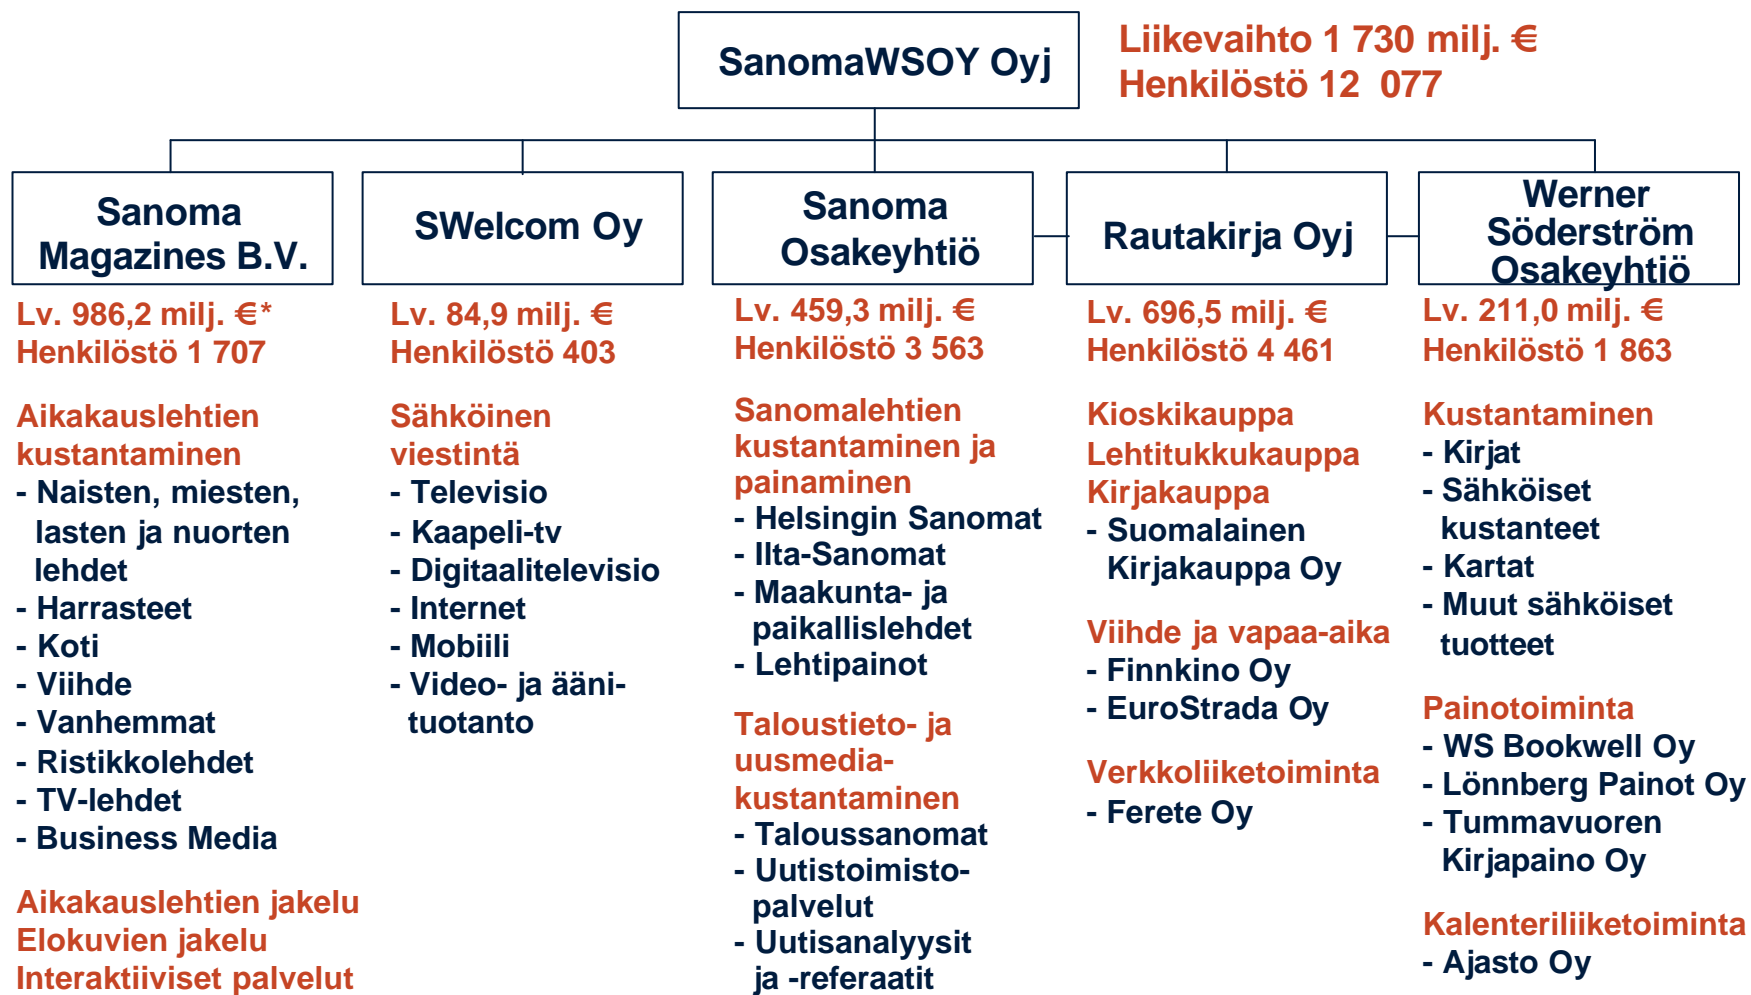 SanomaWSOY Oyj
Liikevaihto 1 730 milj. €
Henkilöstö 12 077
Sanoma
Magazines B.V.
Lv. 986,2 milj. €*
Henkilöstö 1 707
Aikakauslehtien
kustantaminen
- Naisten, miesten,
lasten ja nuorten
lehdet
- Harrasteet
- Koti
- Viihde
- Vanhemmat
- Ristikkolehdet
- TV-lehdet
- Business Media
Aikakauslehtien jakelu
Elokuvien jakelu
Interaktiiviset palvelut
SWelcom Oy
Lv. 84,9 milj. €
Henkilöstö 403
Sähköinen
viestintä
- Televisio
- Kaapeli-tv
- Digitaalitelevisio
- Internet
- Mobiili
- Video- ja ääni-
tuotanto
Sanoma
Osakeyhtiö
Lv. 459,3 milj. €
Henkilöstö 3 563
Sanomalehtien
kustantaminen ja
painaminen
- Helsingin Sanomat
- Ilta-Sanomat
- Maakunta- ja
paikallislehdet
- Lehtipainot
Taloustieto- ja
uusmedia-
kustantaminen
- Taloussanomat
- Uutistoimisto-
palvelut
- Uutisanalyysit
ja -referaatit
Rautakirja Oyj
Lv. 696,5 milj. €
Henkilöstö 4 461
Kioskikauppa
Lehtitukkukauppa
Kirjakauppa
- Suomalainen
Kirjakauppa Oy
Viihde ja vapaa-aika
- Finnkino Oy
- EuroStrada Oy
Verkkoliiketoiminta
- Ferete Oy
Werner
Söderström
Osakeyhtiö
Lv. 211,0 milj. €
Henkilöstö 1 863
Kustantaminen
- Kirjat
- Sähköiset
kustanteet
- Kartat
- Muut sähköiset
tuotteet
Painotoiminta
- WS Bookwell Oy
- Lönnberg Painot Oy
- Tummavuoren
Kirjapaino Oy
Kalenteriliiketoiminta
- Ajasto Oy